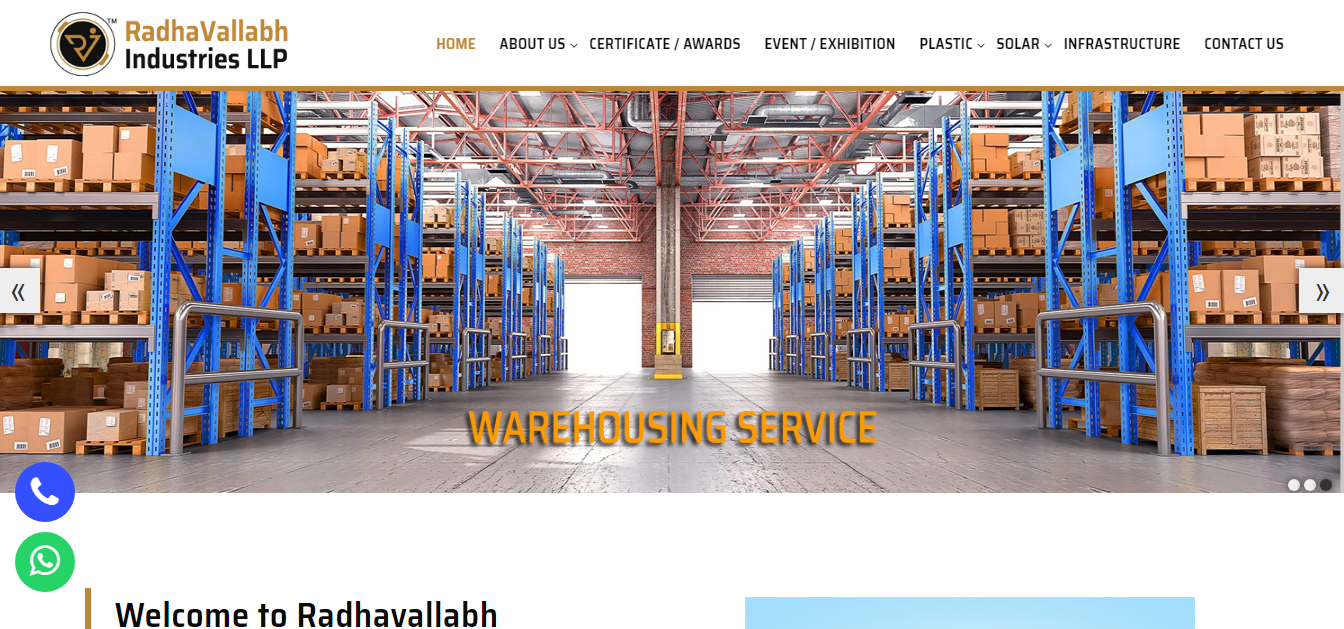 RadhaVallabh TM
Industries LLP
HOME ABOUT US CERTIFICATE / AWARDS EVENT / EXHIBITION PLASTIC SOLAR INFRASTRUCTURE CONTACT US
«
»
WAREHOUSING SERVICE
Welcome to Radhavallabh